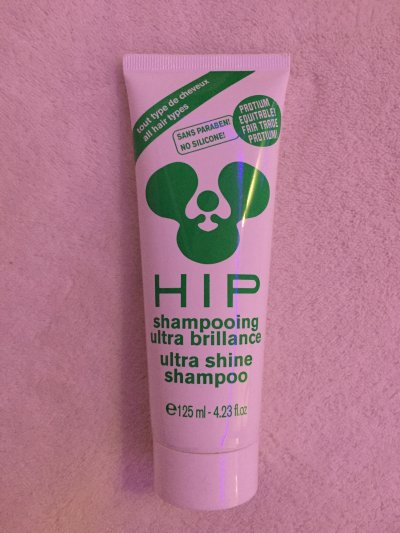 tout type de cheveux
all hair types
SANS PARABEN!
NO SILICONE!
PROTIUM
EQUITABLE!
FAIR TRADE
PROTIUM!
HIP
shampooing
ultra brillance
ultra shine
shampoo
℮125 ml - 4.23 fl.oz